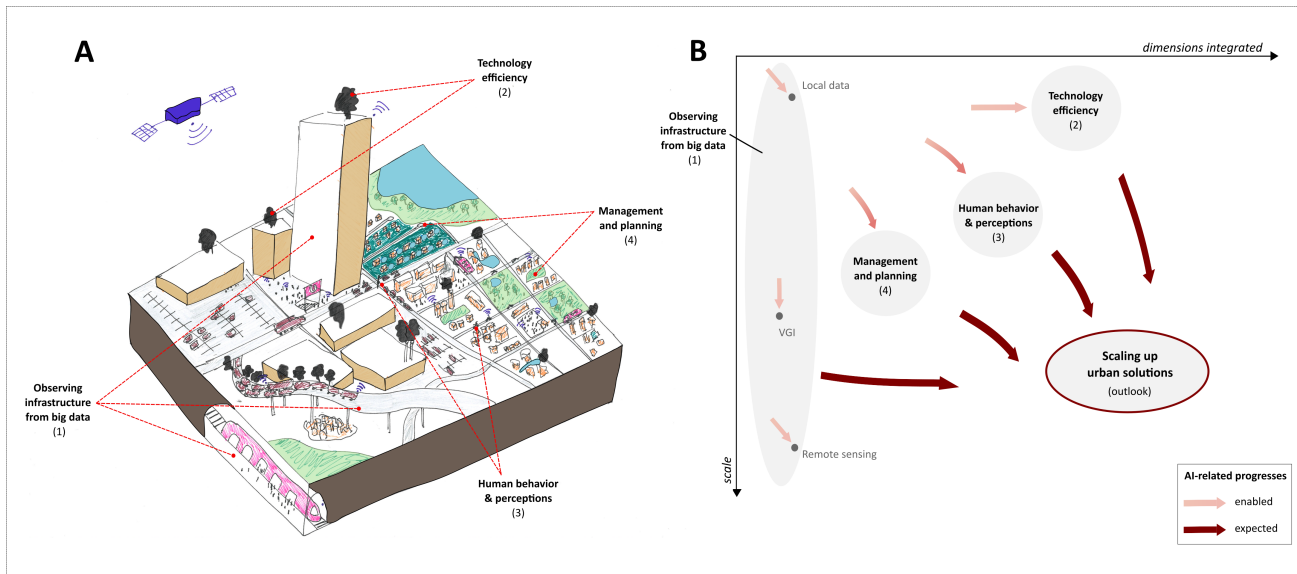 A
Technology
efficiency
(2)
Management
and planning
(4)
Observing
infrastructure
from big data
(1)
Human behavior
& perceptions
(3)
B
dimensions integrated
Local data
Technology
efficiency
(2)
Observing
infrastructure
from big data
(1)
Human behavior
& perceptions
(3)
Management
and planning
(4)
VGI
Scaling up
urban solutions
(outlook)
Remote sensing
scale
AI-related progresses
enabled
expected